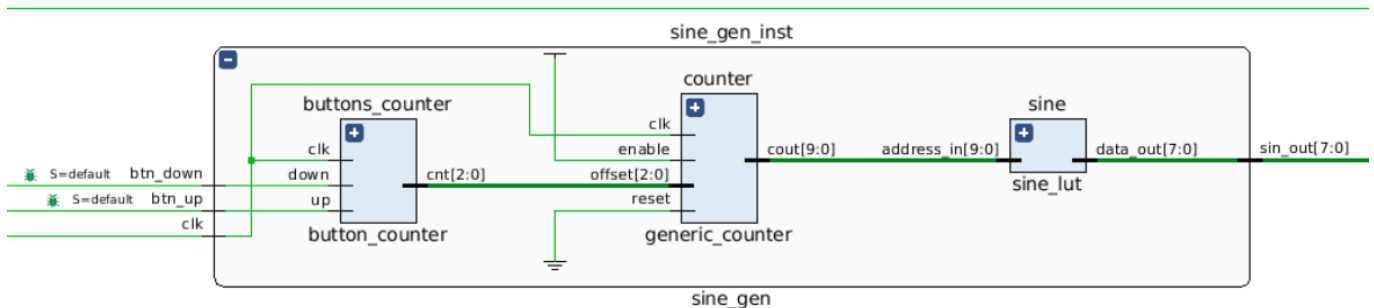 sine_gen_inst
counter
buttons_counter
sine
clk
clk
enable
cout[9:0]
address_in[9:0]
data_out[7:0]
sin_out[7:0]
S=default btn_down
down
cnt[2:0]
offset[2:0]
sine_lut
S=default btn_up
up
reset
clk
button_counter
generic_counter
sine_gen